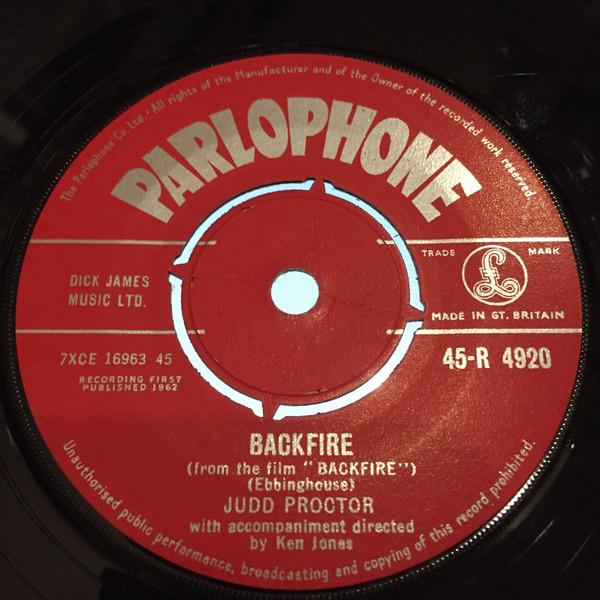 The Parlophone Co. Ltd · All rights of the Manufacturer and of the Owner of the recorded work reserved.
PARLOPHONE
DICK JAMES
MUSIC LTD.
TRADE MARK
£
MADE IN GT. BRITAIN
7XCE 16963 45
RECORDING FIRST
PUBLISHED 1962
45-R 4920
BACKFIRE
(from the film "BACKFIRE")
(Ebbinghouse)
JUDD PROCTOR
with accompaniment directed
by Ken Jones
Unauthorised public performance, broadcasting and copying of this record prohibited.